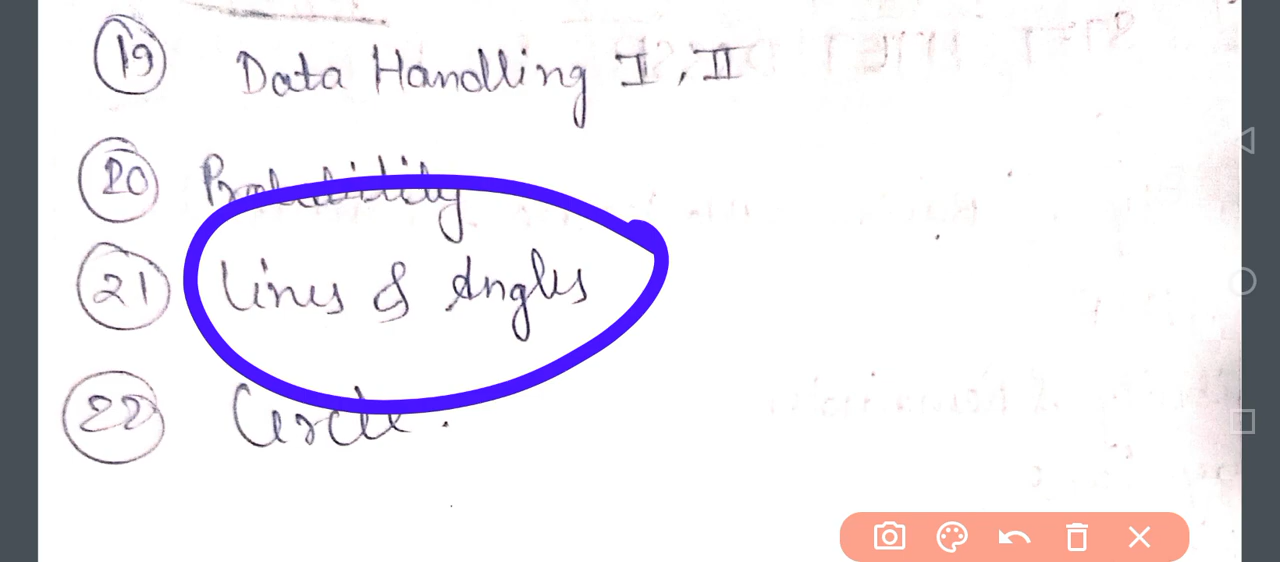 19 Data Handling I, II
20 Probability
21 Lines & Angles
22 Circle.